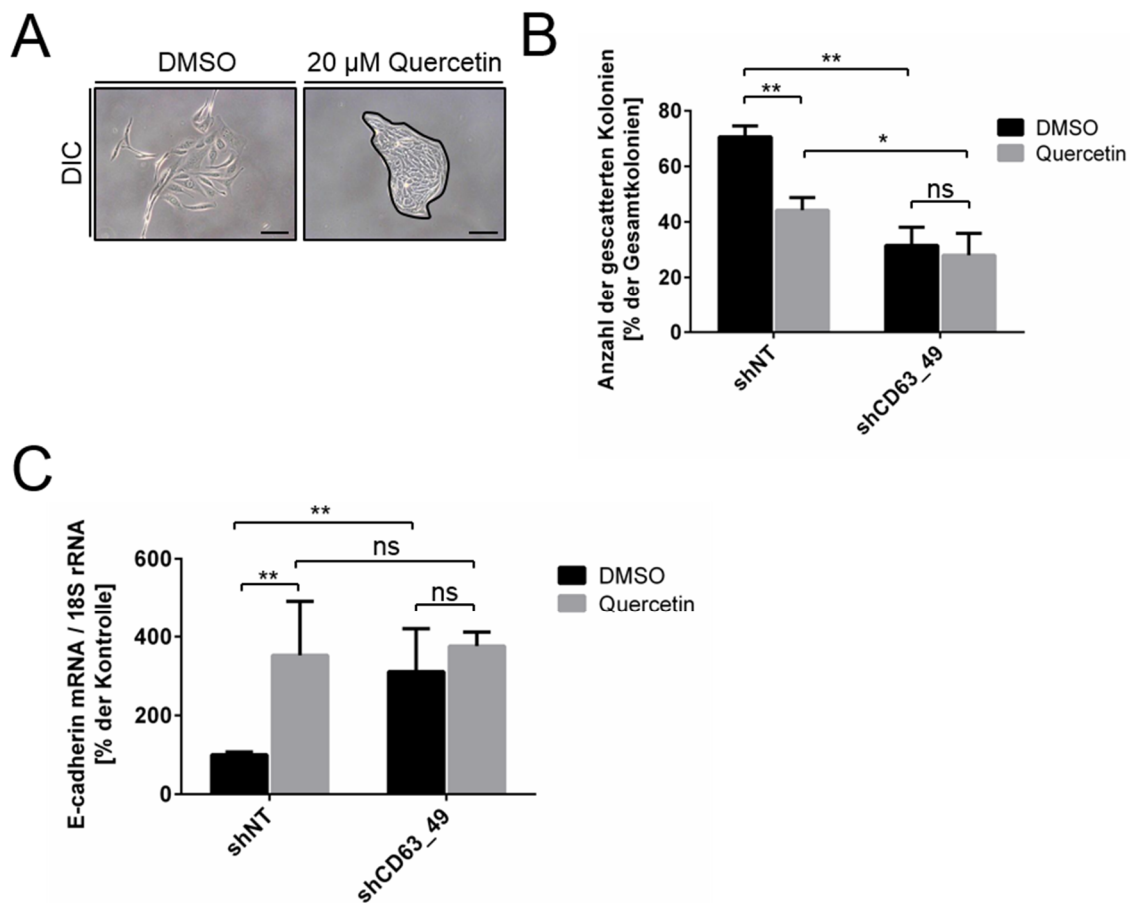 A
DMSO
20 µM Quercetin
DIC
B
Anzahl der gescatterten Kolonien
[% der Gesamtkolonien]
**
**
*
ns
80
60
40
20
0
shNT
shCD63_49
DMSO
Quercetin
C
E-cadherin mRNA / 18S rRNA
[% der Kontrolle]
**
ns
**
ns
600
400
200
0
shNT
shCD63_49
DMSO
Quercetin